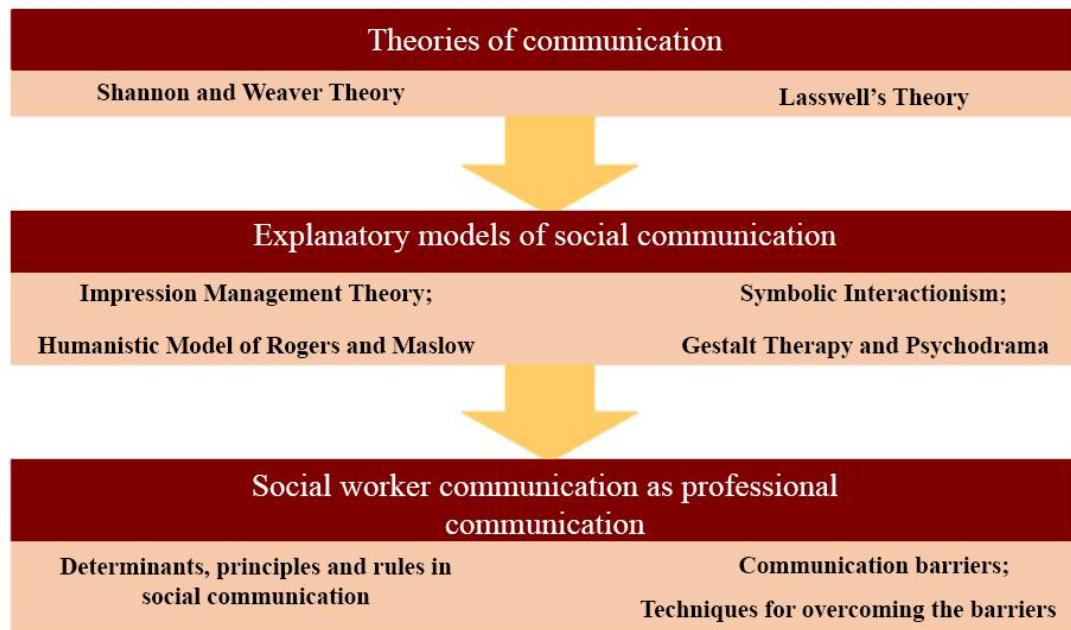 Theories of communication
Shannon and Weaver Theory
Lasswell’s Theory
Explanatory models of social communication
Impression Management Theory;
Symbolic Interactionism;
Humanistic Model of Rogers and Maslow
Gestalt Therapy and Psychodrama
Social worker communication as professional
communication
Determinants, principles and rules in
social communication
Communication barriers;
Techniques for overcoming the barriers